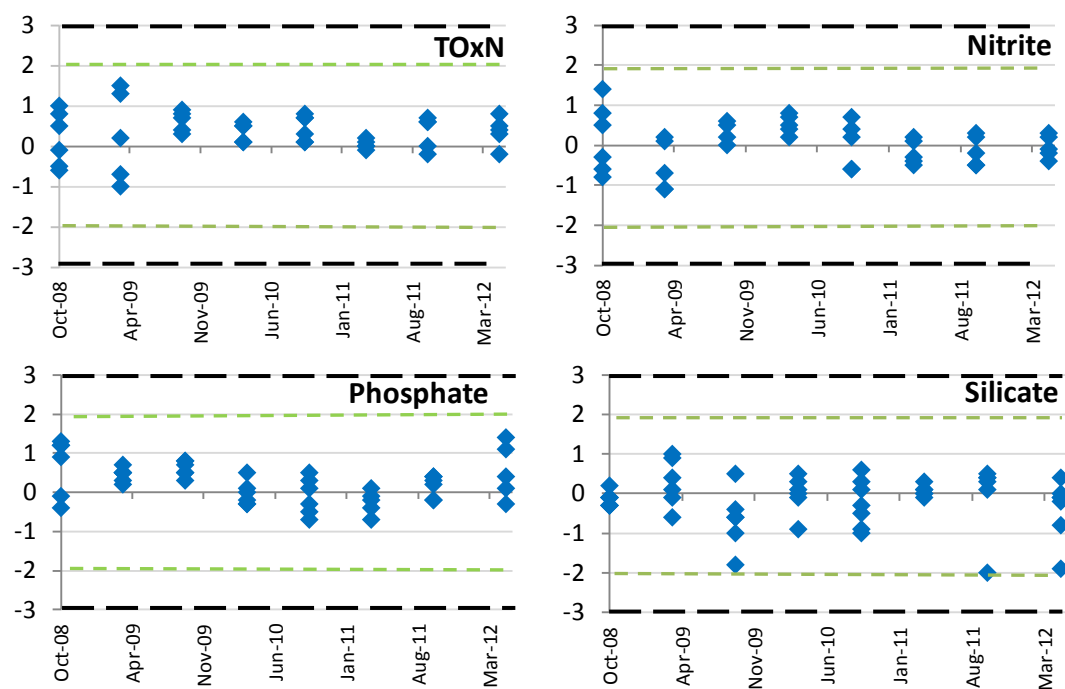 TOxN
3
2
1
0
-1
-2
-3
Oct-08
Apr-09
Nov-09
Jun-10
Jan-11
Aug-11
Mar-12
Nitrite
3
2
1
0
-1
-2
-3
Oct-08
Apr-09
Nov-09
Jun-10
Jan-11
Aug-11
Mar-12
Phosphate
3
2
1
0
-1
-2
-3
Oct-08
Apr-09
Nov-09
Jun-10
Jan-11
Aug-11
Mar-12
Silicate
3
2
1
0
-1
-2
-3
Oct-08
Apr-09
Nov-09
Jun-10
Jan-11
Aug-11
Mar-12